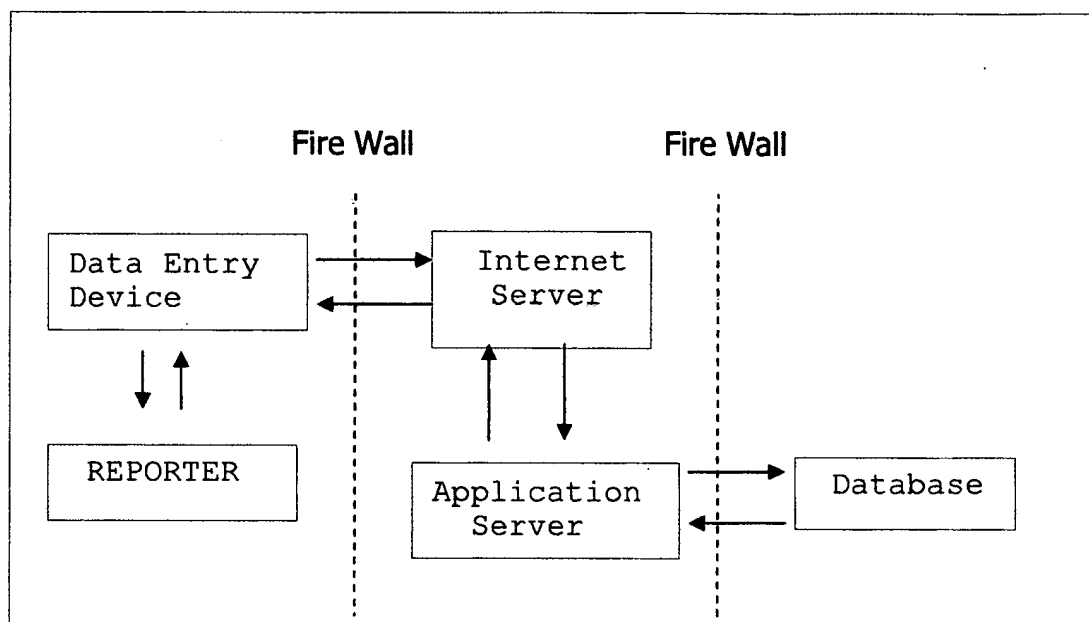 Fire Wall
Fire Wall
Data Entry
Device
Internet
Server
REPORTER
Application
Server
Database